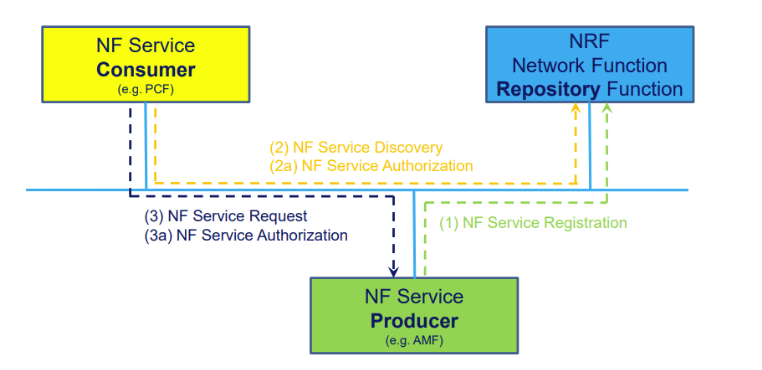 NF Service
Consumer
(e.g. PCF)
NRF
Network Function
Repository Function
(2) NF Service Discovery
(2a) NF Service Authorization
(3) NF Service Request
(3a) NF Service Authorization
(1) NF Service Registration
NF Service
Producer
(e.g. AMF)